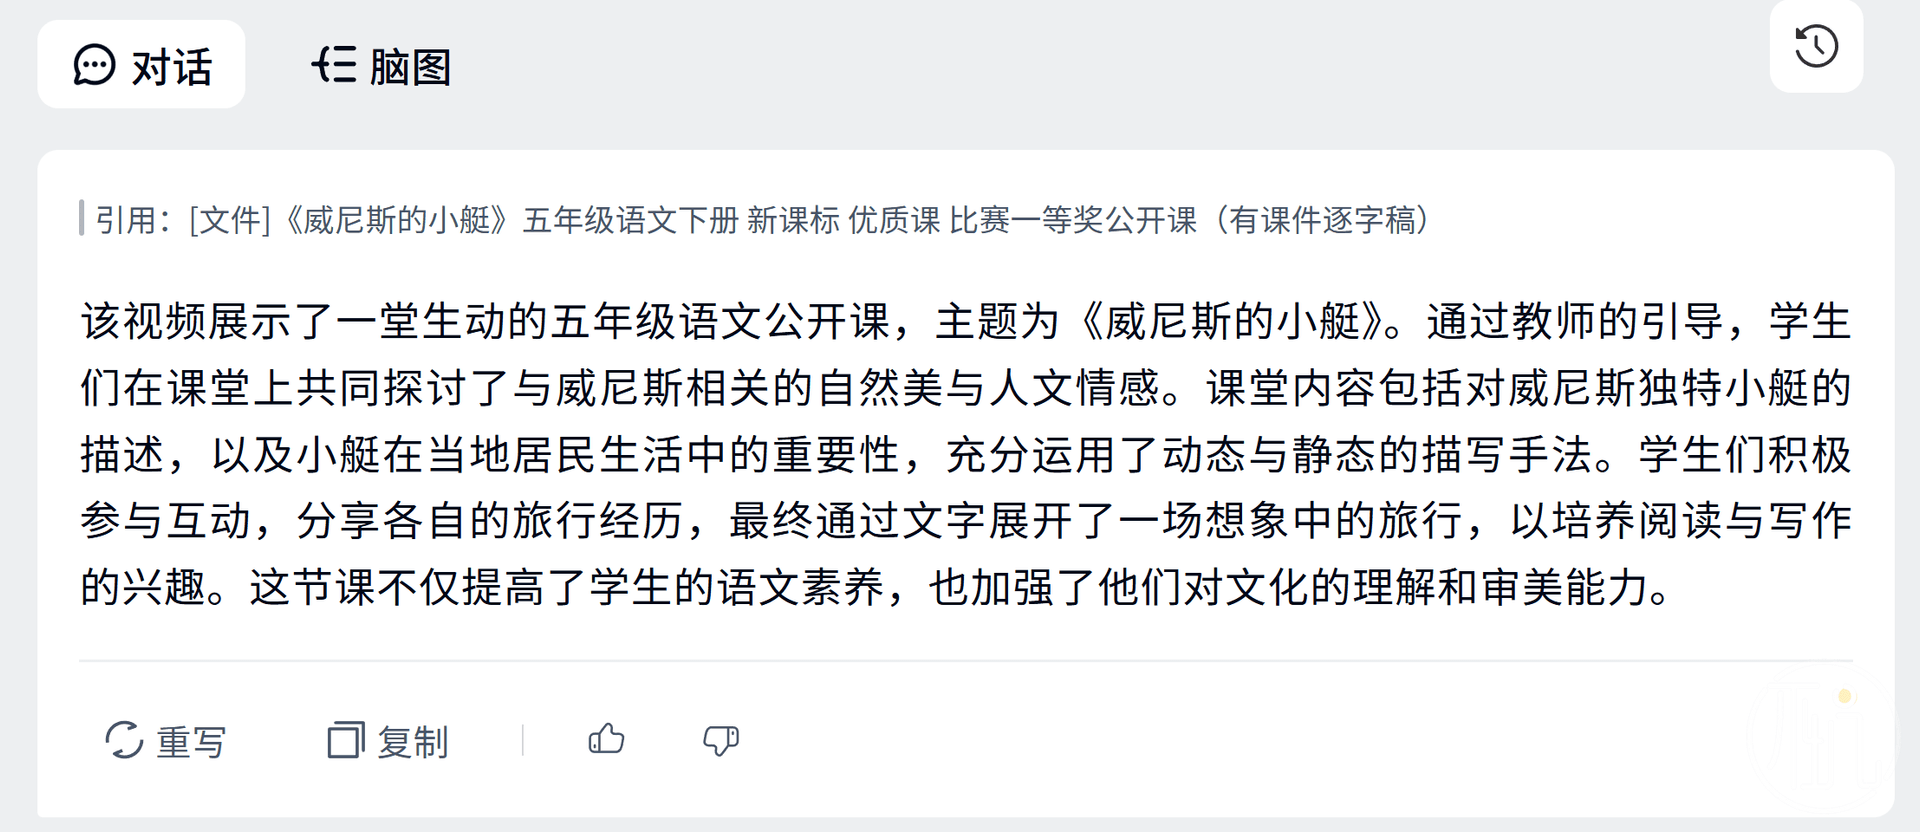 对话
脑图
引用：[文件]《威尼斯的小艇》五年级语文下册 新课标 优质课 比赛一等奖公开课（有课件逐字稿）
该视频展示了一堂生动的五年级语文公开课，主题为《威尼斯的小艇》。通过教师的引导，学生
们在课堂上共同探讨了与威尼斯相关的自然美与人文情感。课堂内容包括对威尼斯独特小艇的
描述，以及小艇在当地居民生活中的重要性，充分运用了动态与静态的描写手法。学生们积极
参与互动，分享各自的旅行经历，最终通过文字展开了一场想象中的旅行，以培养阅读与写作
的兴趣。这节课不仅提高了学生的语文素养，也加强了他们对文化的理解和审美能力。
重写
复制